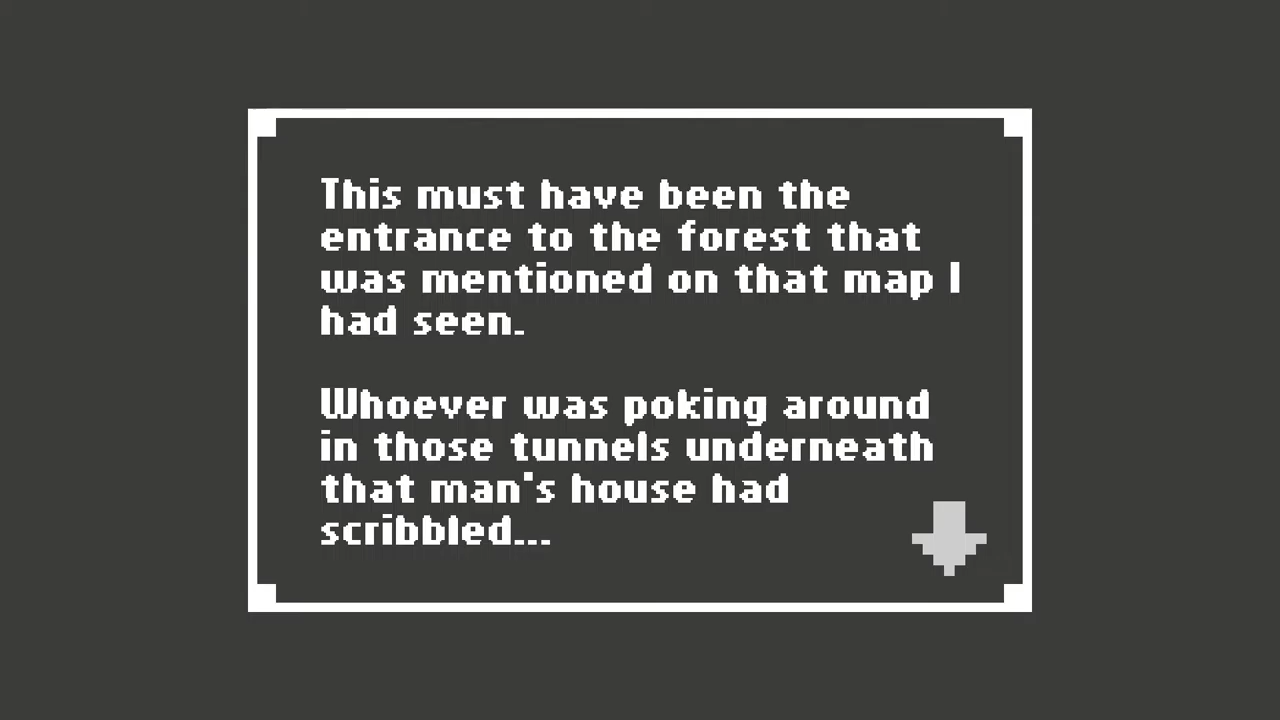 This must have been the
entrance to the forest that
was mentioned on that map I
had seen.
Whoever was poking around
in those tunnels underneath
that man's house had
scribbled...